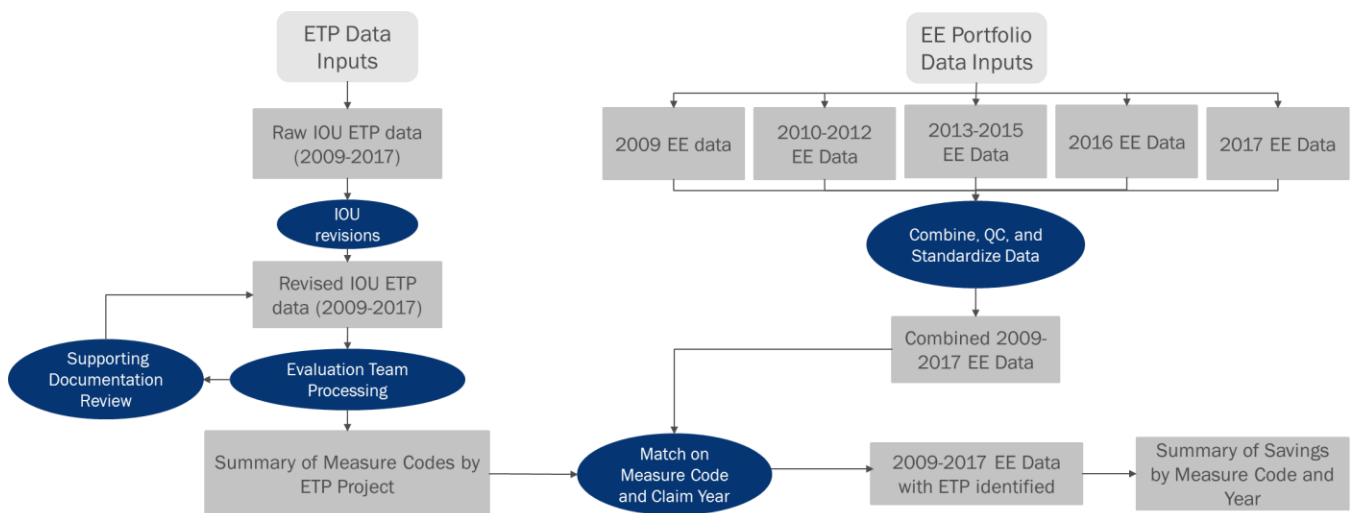 ETP Data
Inputs
Raw IOU ETP data
(2009-2017)
IOU
revisions
Revised IOU ETP
data (2009-2017)
Supporting
Documentation
Review
Evaluation Team
Processing
Summary of Measure Codes by
ETP Project
EE Portfolio
Data Inputs
2009 EE data
2010-2012
EE Data
2013-2015
EE Data
2016 EE Data
2017 EE Data
Combine, QC, and
Standardize Data
Combined 2009-
2017 EE Data
Match on
Measure Code
and Claim Year
2009-2017 EE Data
with ETP identified
Summary of Savings
by Measure Code and
Year